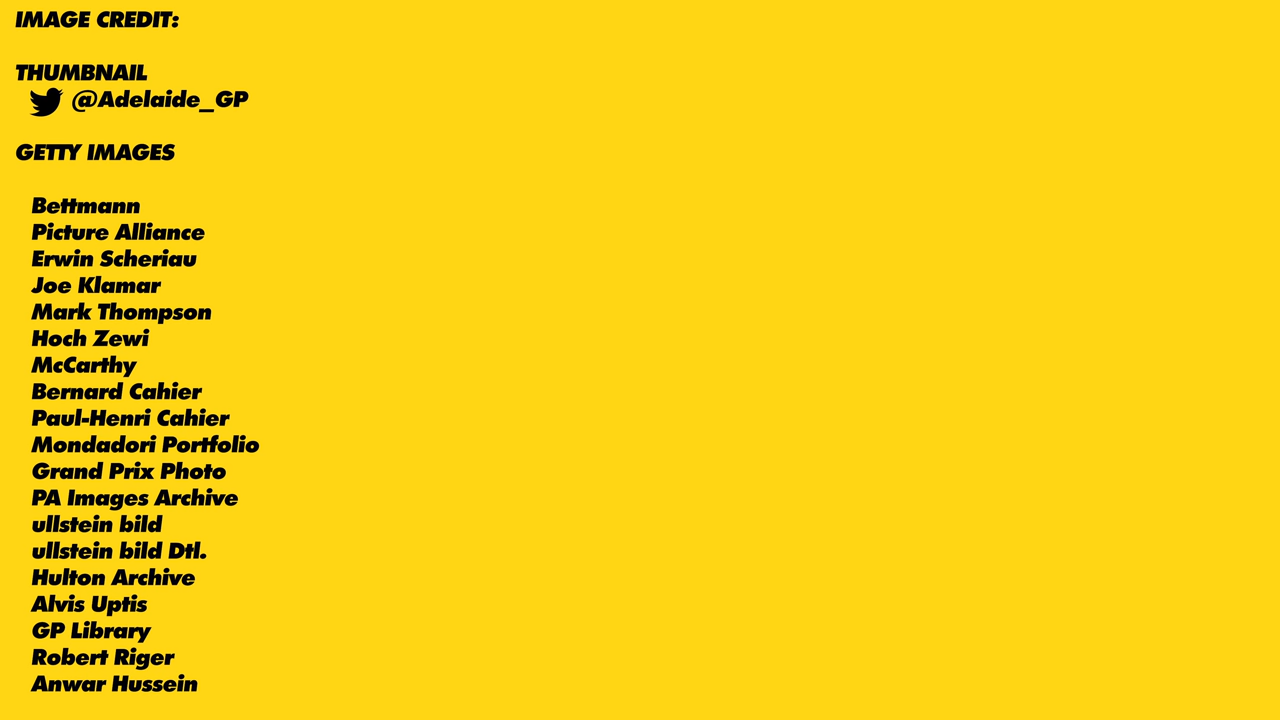 IMAGE CREDIT:
THUMBNAIL
@Adelaide_GP
GETTY IMAGES
Bettmann
Picture Alliance
Erwin Scheriau
Joe Klamar
Mark Thompson
Hoch Zewi
McCarthy
Bernard Cahier
Paul-Henri Cahier
Mondadori Portfolio
Grand Prix Photo
PA Images Archive
ullstein bild
ullstein bild Dtl.
Hulton Archive
Alvis Uptis
GP Library
Robert Riger
Anwar Hussein